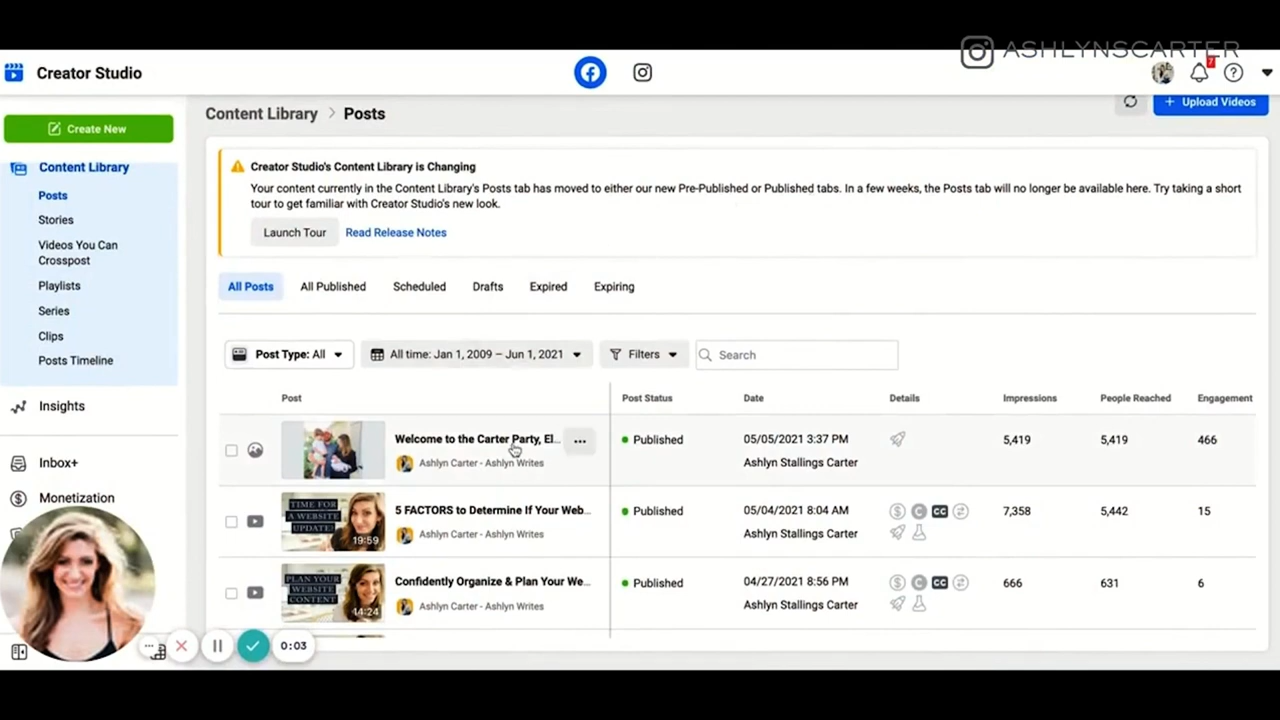 ASHLYNSCARTER
Creator Studio
7
Create New
Content Library
Posts
Stories
Videos You Can
Crosspost
Playlists
Series
Clips
Posts Timeline
Insights
Inbox+
Monetization
Content Library > Posts
+ Upload Videos
Creator Studio's Content Library is Changing
Your content currently in the Content Library's Posts tab has moved to either our new Pre-Published or Published tabs. In a few weeks, the Posts tab will no longer be available here. Try taking a short
tour to get familiar with Creator Studio's new look.
Launch Tour Read Release Notes
All Posts All Published Scheduled Drafts Expired Expiring
Post Type: All All time: Jan 1, 2009 – Jun 1, 2021 Filters Search
Post Post Status Date Details Impressions People Reached Engagement
Welcome to the Carter Party, El... ... Published 05/05/2021 3:37 PM 5,419 5,419 466
Ashlyn Carter - Ashlyn Writes Ashlyn Stallings Carter
TIME FOR
A WEBSITE
UPDATE!
19:59
5 FACTORS to Determine If Your Web... Published 05/04/2021 8:04 AM $ C CC 7,358 5,442 15
Ashlyn Carter - Ashlyn Writes Ashlyn Stallings Carter
PLAN YOUR
WEBSITE
CONTENT
14:24
Confidently Organize & Plan Your We... Published 04/27/2021 8:56 PM $ C CC 666 631 6
Ashlyn Carter - Ashlyn Writes Ashlyn Stallings Carter
0:03